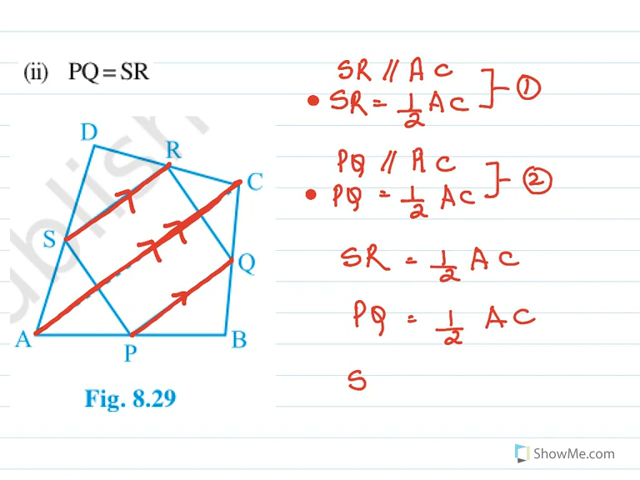 (ii) PQ = SR
SR // AC
• SR = 1/2 AC
①
PQ // AC
• PQ = 1/2 AC
②
SR = 1/2 AC
PQ = 1/2 AC
S
D
R
C
S
Q
A
P
B
Fig. 8.29
ShowMe.com